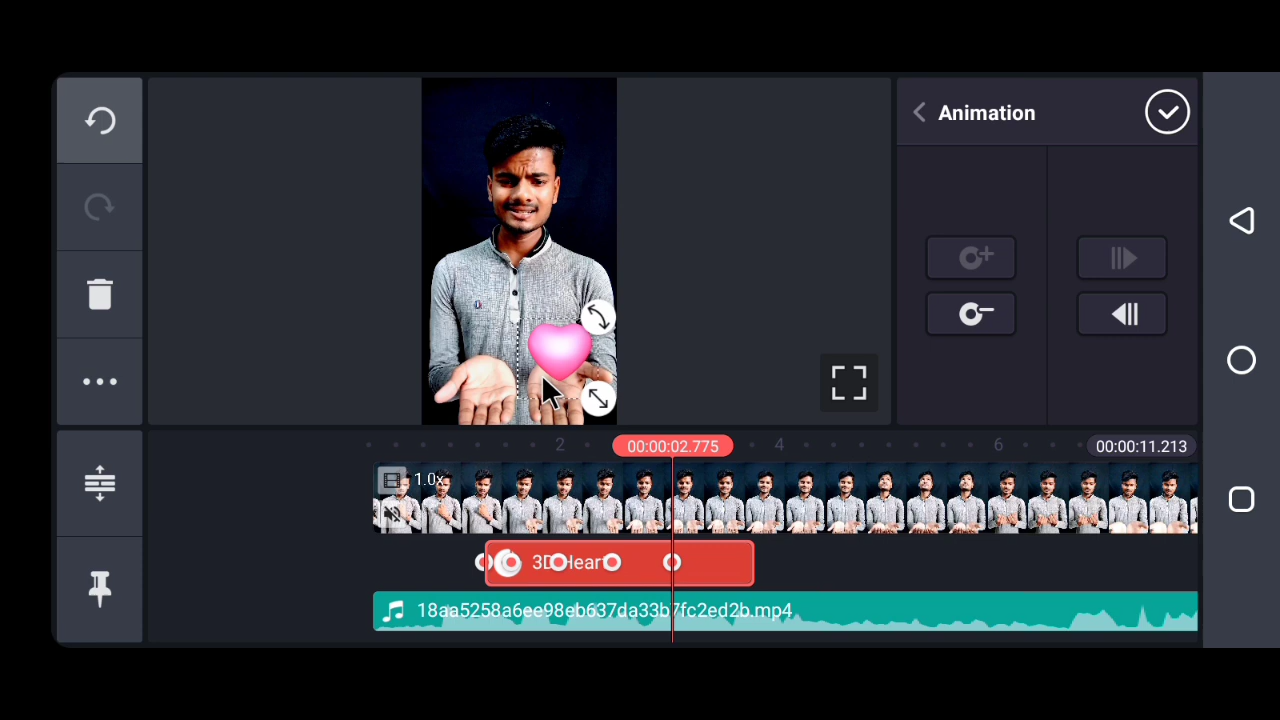 Animation
2
00:00:02.775
4
6
00:00:11.213
1.0x
3D Heart
18aa5258a6ee98eb637da33b7fc2ed2b.mp4